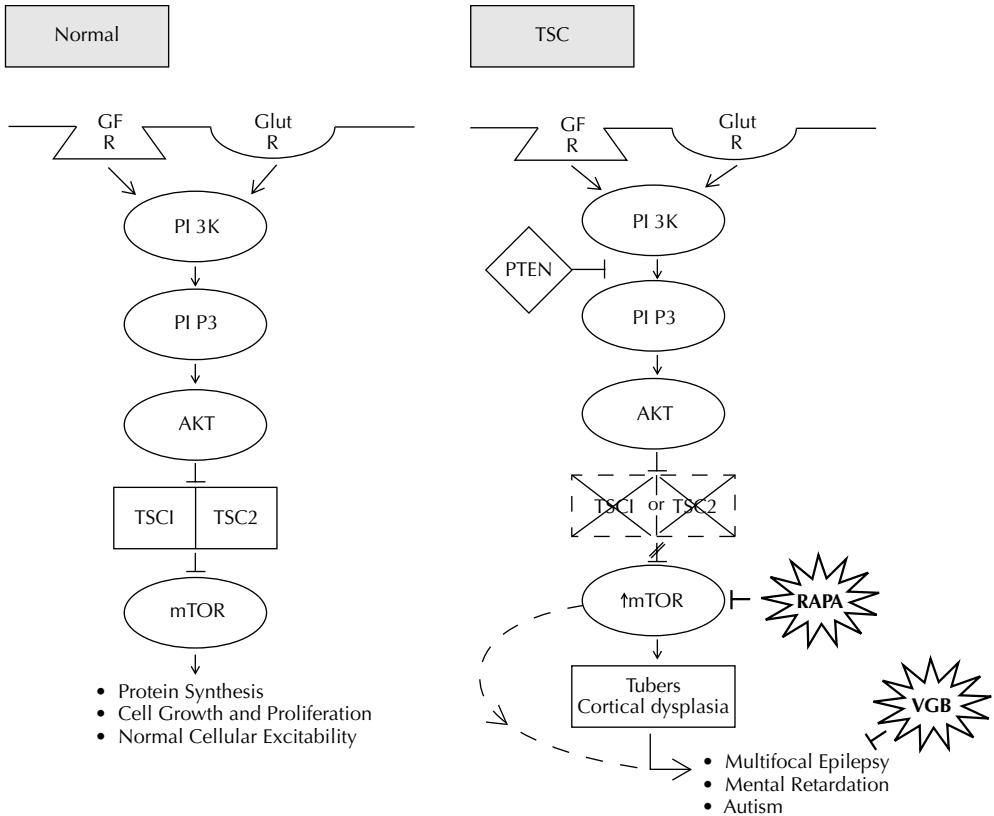 Normal
GF
R
Glut
R
PI 3K
PI P3
AKT
TSCI
TSC2
mTOR
• Protein Synthesis
• Cell Growth and Proliferation
• Normal Cellular Excitability
TSC
GF
R
Glut
R
PI 3K
PTEN
PI P3
AKT
TSCI or TSC2
↑mTOR
RAPA
Tubers
Cortical dysplasia
VGB
• Multifocal Epilepsy
• Mental Retardation
• Autism